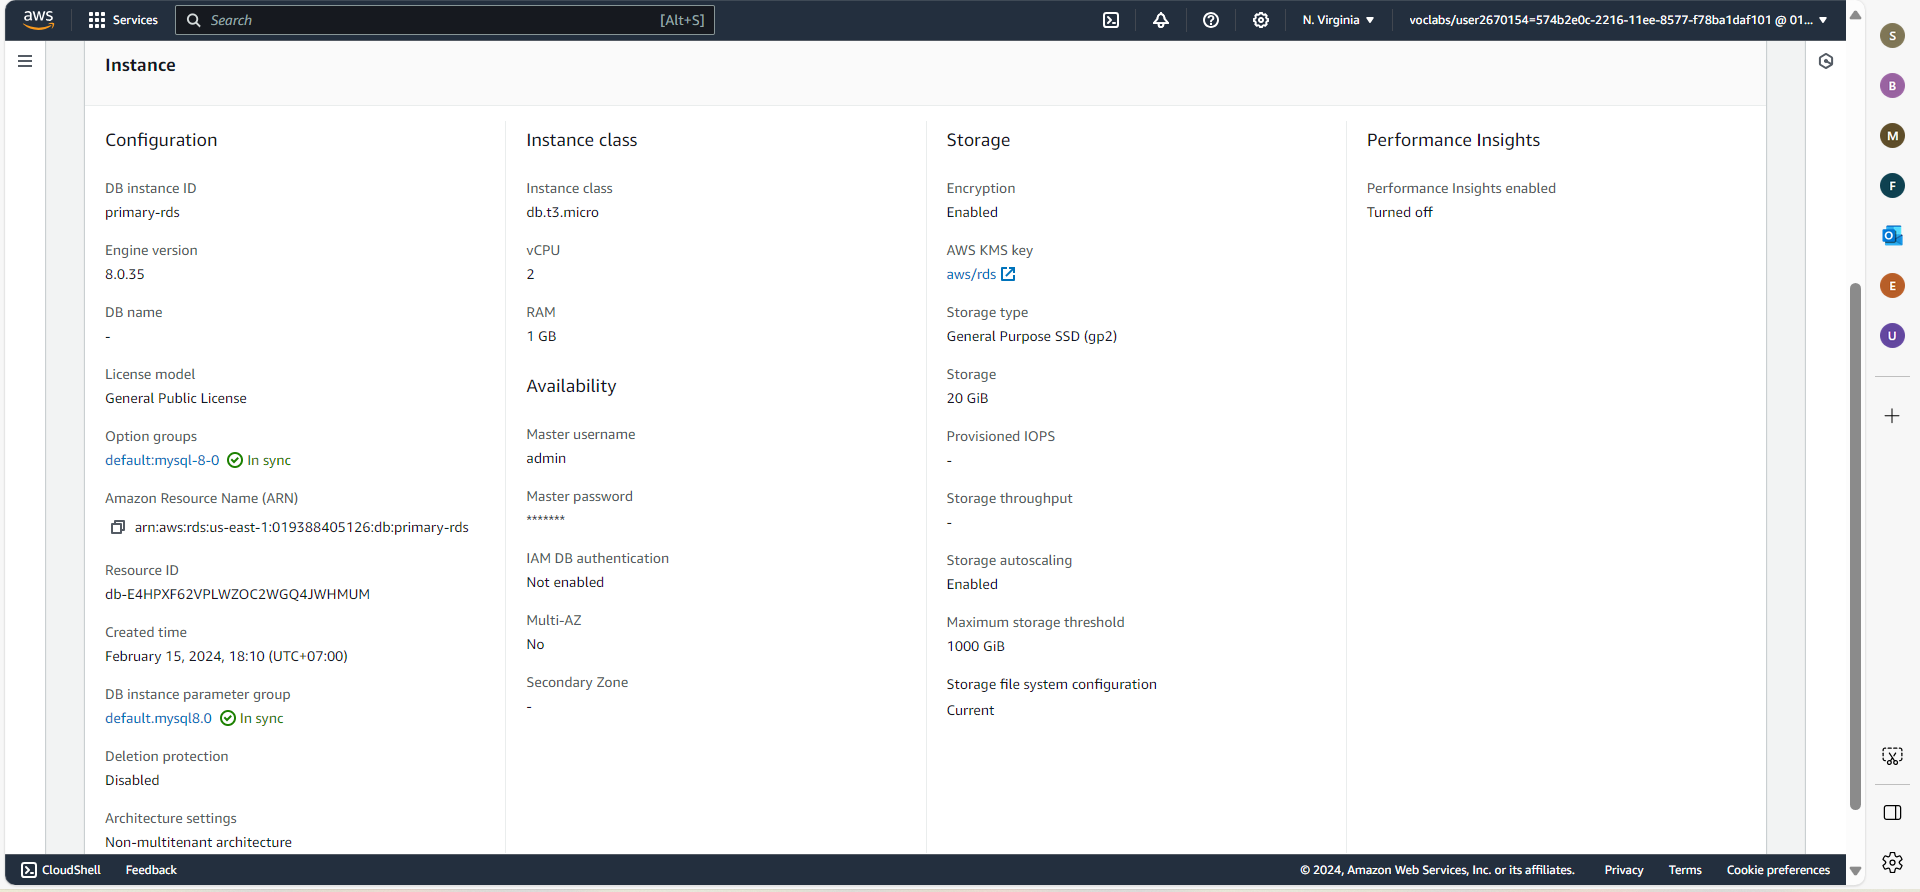 aws
Services
Search
[Alt+S]
N. Virginia
voclabs/user2670154=574b2e0c-2216-11ee-8577-f78ba1daf101 @ 01...
Instance
Configuration
DB instance ID
primary-rds
Engine version
8.0.35
DB name
-
License model
General Public License
Option groups
default:mysql-8-0 In sync
Amazon Resource Name (ARN)
arn:aws:rds:us-east-1:019388405126:db:primary-rds
Resource ID
db-E4HPXF62VPLWZOC2WGQ4JWHMUM
Created time
February 15, 2024, 18:10 (UTC+07:00)
DB instance parameter group
default.mysql8.0 In sync
Deletion protection
Disabled
Architecture settings
Non-multitenant architecture
Instance class
Instance class
db.t3.micro
vCPU
2
RAM
1 GB
Availability
Master username
admin
Master password
*******
IAM DB authentication
Not enabled
Multi-AZ
No
Secondary Zone
-
Storage
Encryption
Enabled
AWS KMS key
aws/rds
Storage type
General Purpose SSD (gp2)
Storage
20 GiB
Provisioned IOPS
-
Storage throughput
-
Storage autoscaling
Enabled
Maximum storage threshold
1000 GiB
Storage file system configuration
Current
Performance Insights
Performance Insights enabled
Turned off
S
B
M
F
O
E
U
CloudShell
Feedback
© 2024, Amazon Web Services, Inc. or its affiliates.
Privacy
Terms
Cookie preferences